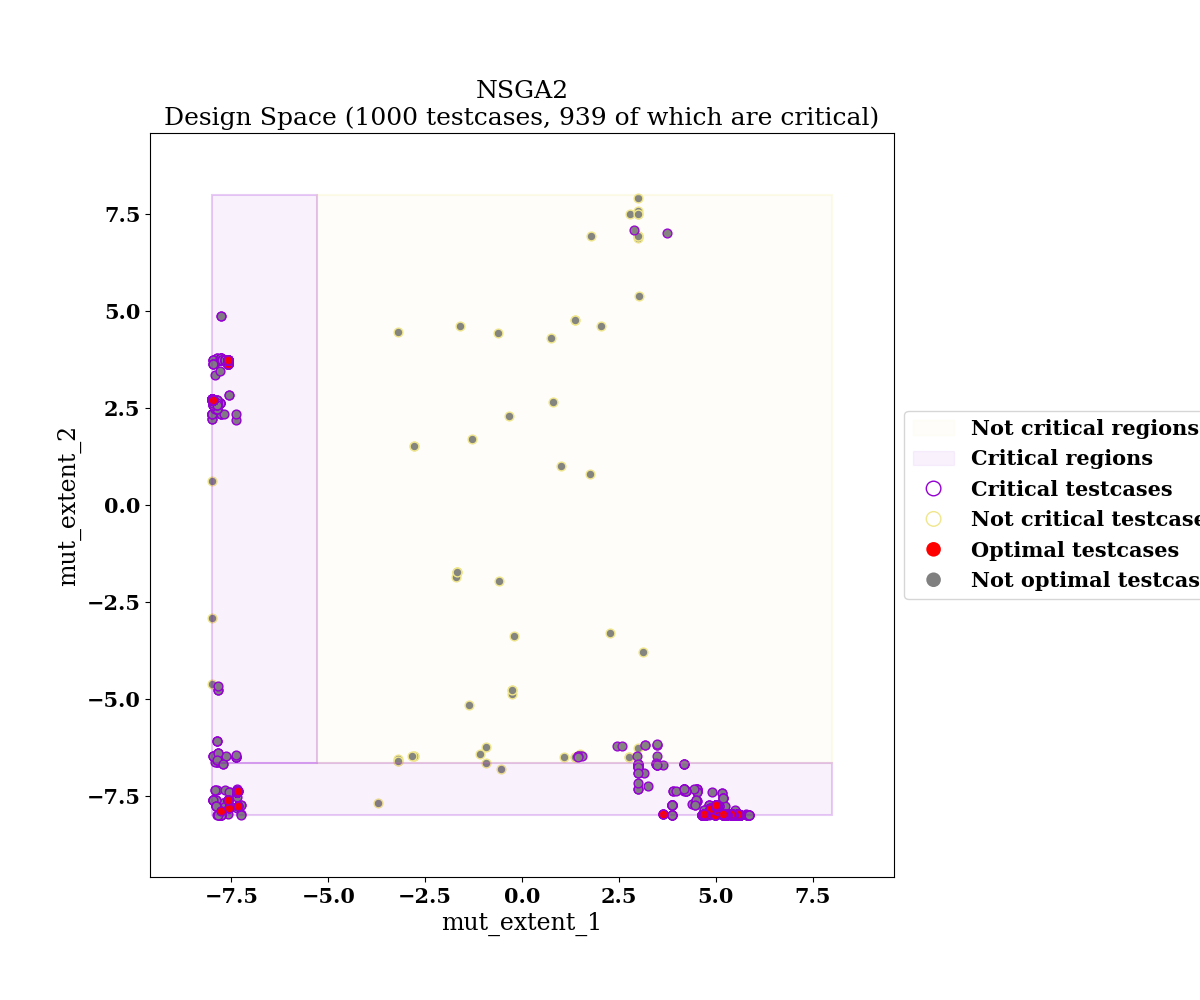 NSGA2
Design Space (1000 testcases, 939 of which are critical)
7.5
5.0
2.5
0.0
−2.5
−5.0
−7.5
mut_extent_2
−7.5
−5.0
−2.5
0.0
2.5
5.0
7.5
mut_extent_1
Not critical regions
Critical regions
Critical testcases
Not critical testcase
Optimal testcases
Not optimal testcas